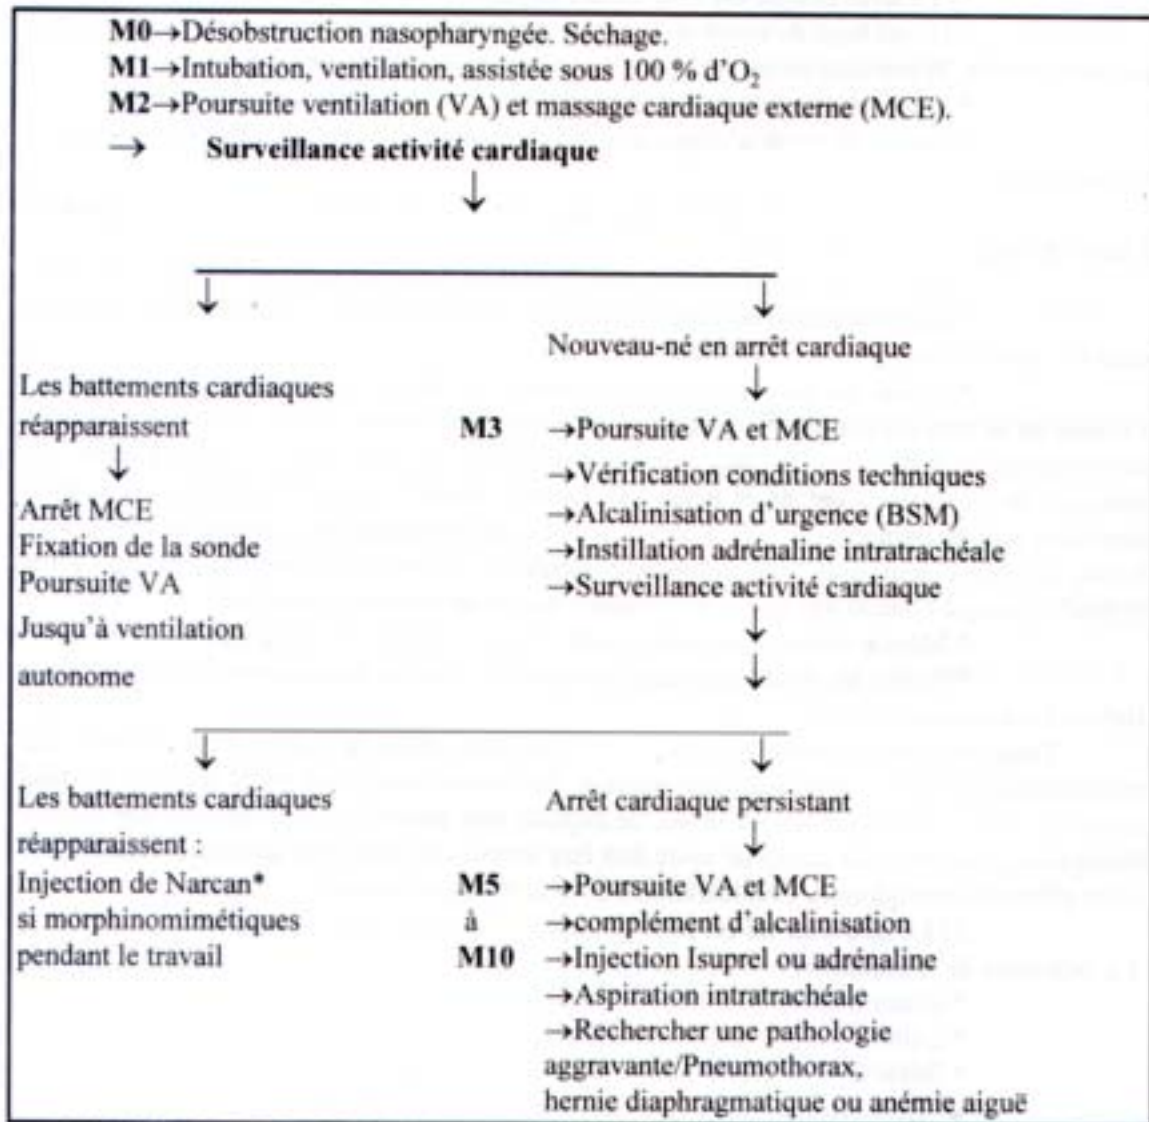 M0→Désobstruction nasopharyngée. Séchage.
M1→Intubation, ventilation, assistée sous 100 % d'O₂
M2→Poursuite ventilation (VA) et massage cardiaque externe (MCE).
→ Surveillance activité cardiaque
↓
↓ ↓
Nouveau-né en arrêt cardiaque
↓
Les battements cardiaques
réapparaissent
↓
Arrêt MCE
Fixation de la sonde
Poursuite VA
Jusqu'à ventilation
autonome
M3 →Poursuite VA et MCE
→Vérification conditions techniques
→Alcalinisation d'urgence (BSM)
→Instillation adrénaline intratrachéale
→Surveillance activité cardiaque
↓
↓
↓ ↓
Les battements cardiaques
réapparaissent :
Injection de Narcan*
si morphinomimétiques
pendant le travail
Arrêt cardiaque persistant
↓
M5 →Poursuite VA et MCE
à →complément d'alcalinisation
M10 →Injection Isuprel ou adrénaline
→Aspiration intratrachéale
→Rechercher une pathologie
aggravante/Pneumothorax,
hernie diaphragmatique ou anémie aiguë